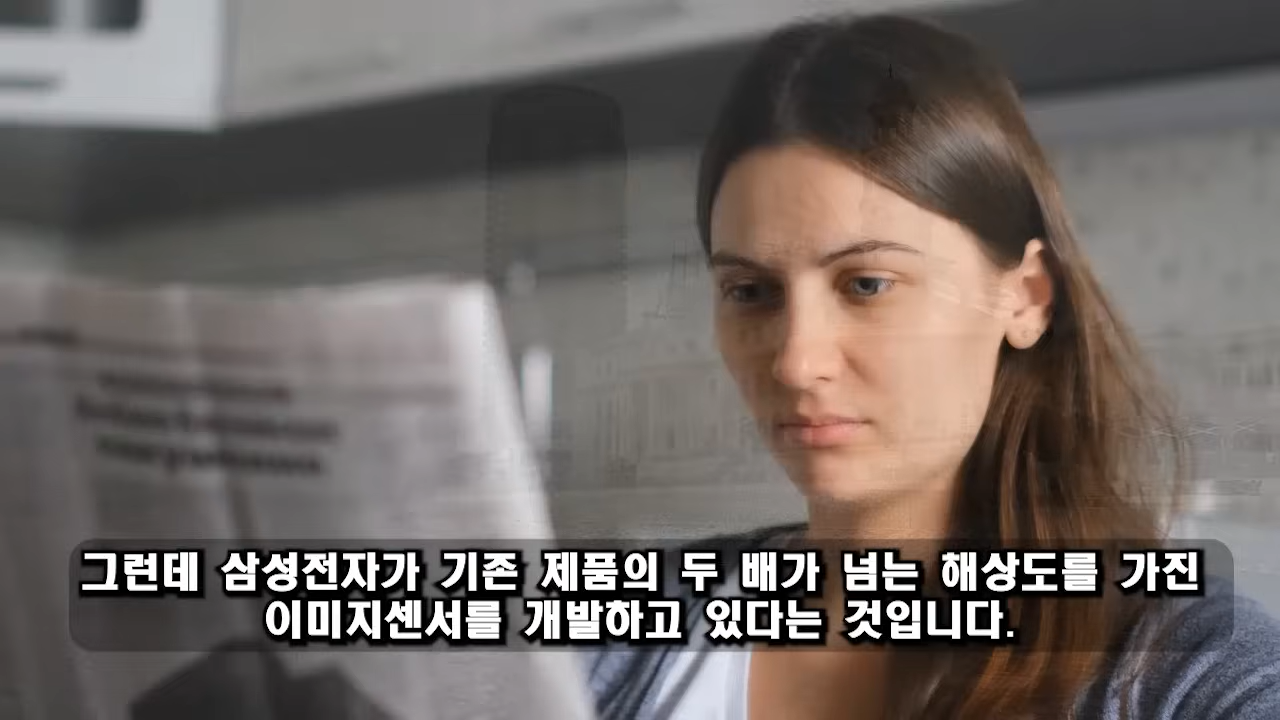 그런데 삼성전자가 기존 제품의 두 배가 넘는 해상도를 가진
이미지센서를 개발하고 있다는 것입니다.